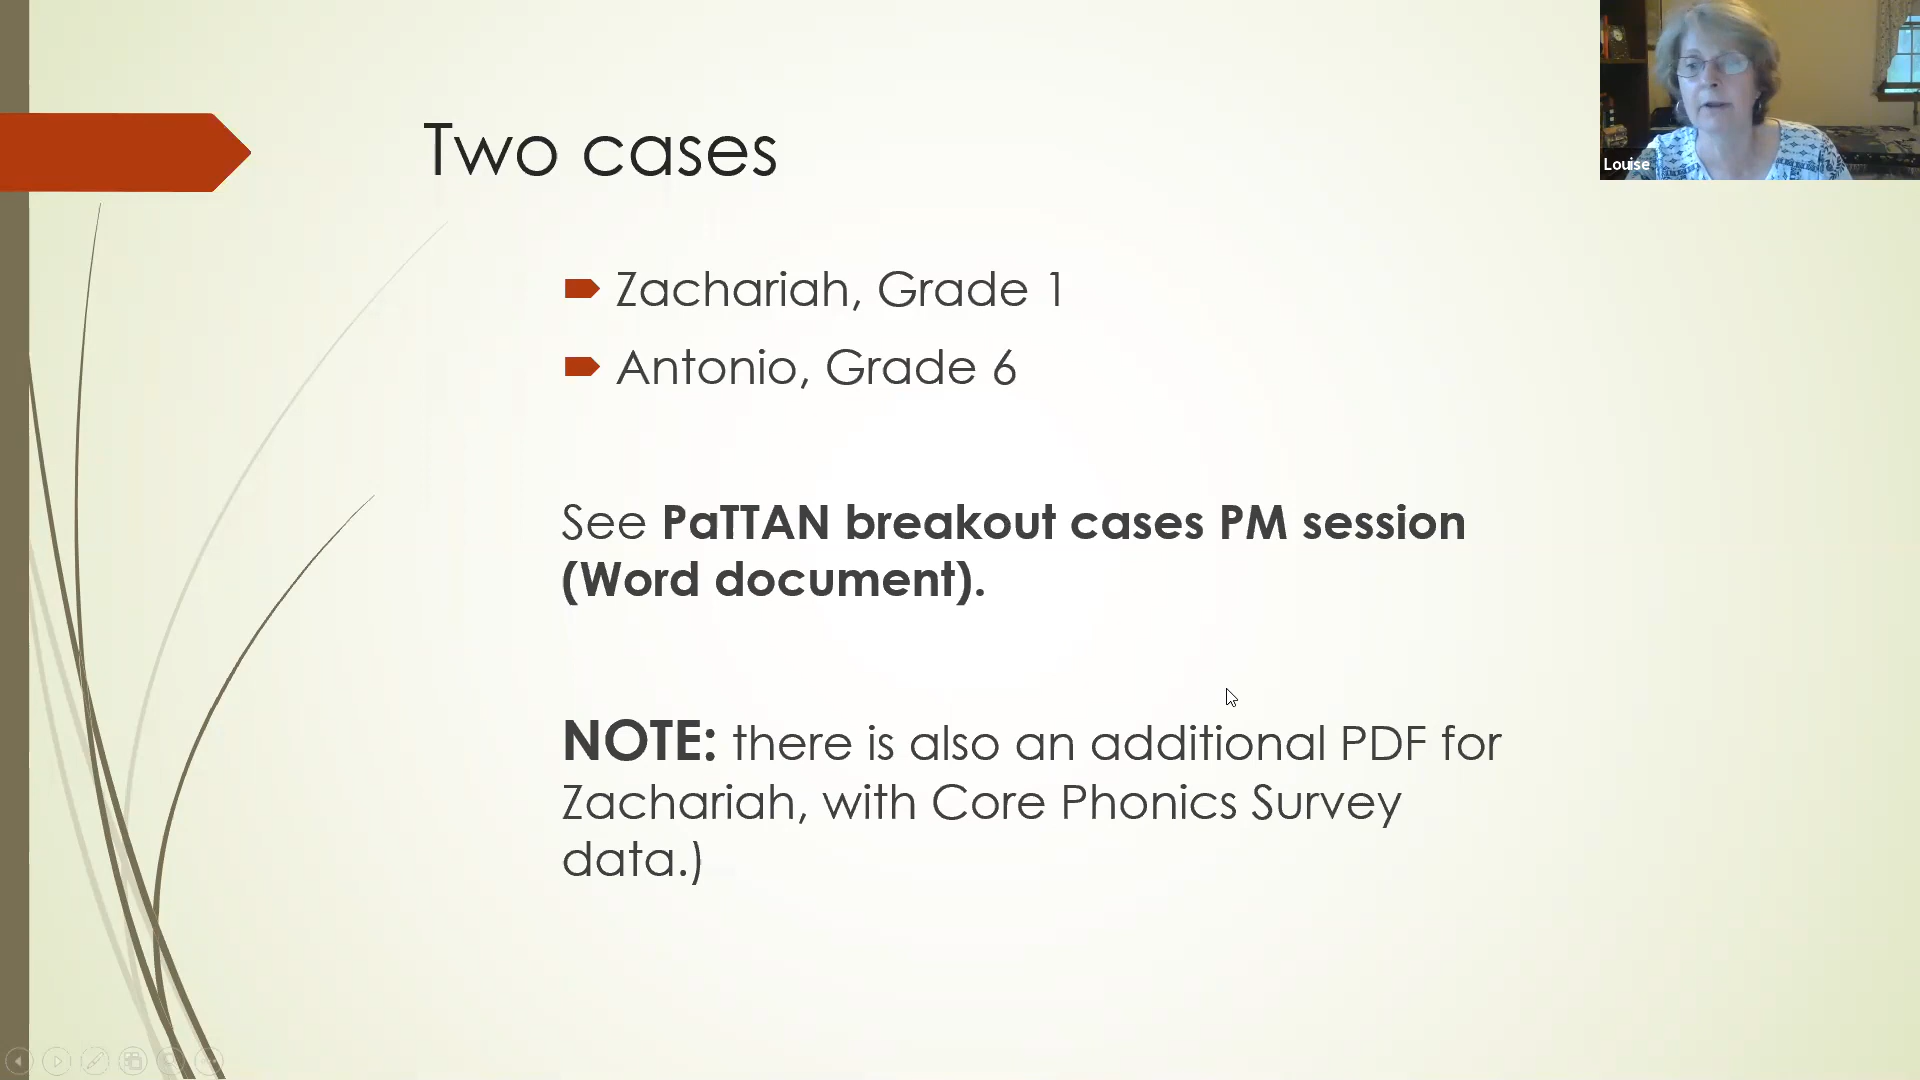 Two cases
Zachariah, Grade 1
Antonio, Grade 6
See PaTTAN breakout cases PM session
(Word document).
NOTE: there is also an additional PDF for
Zachariah, with Core Phonics Survey
data.)
Louise